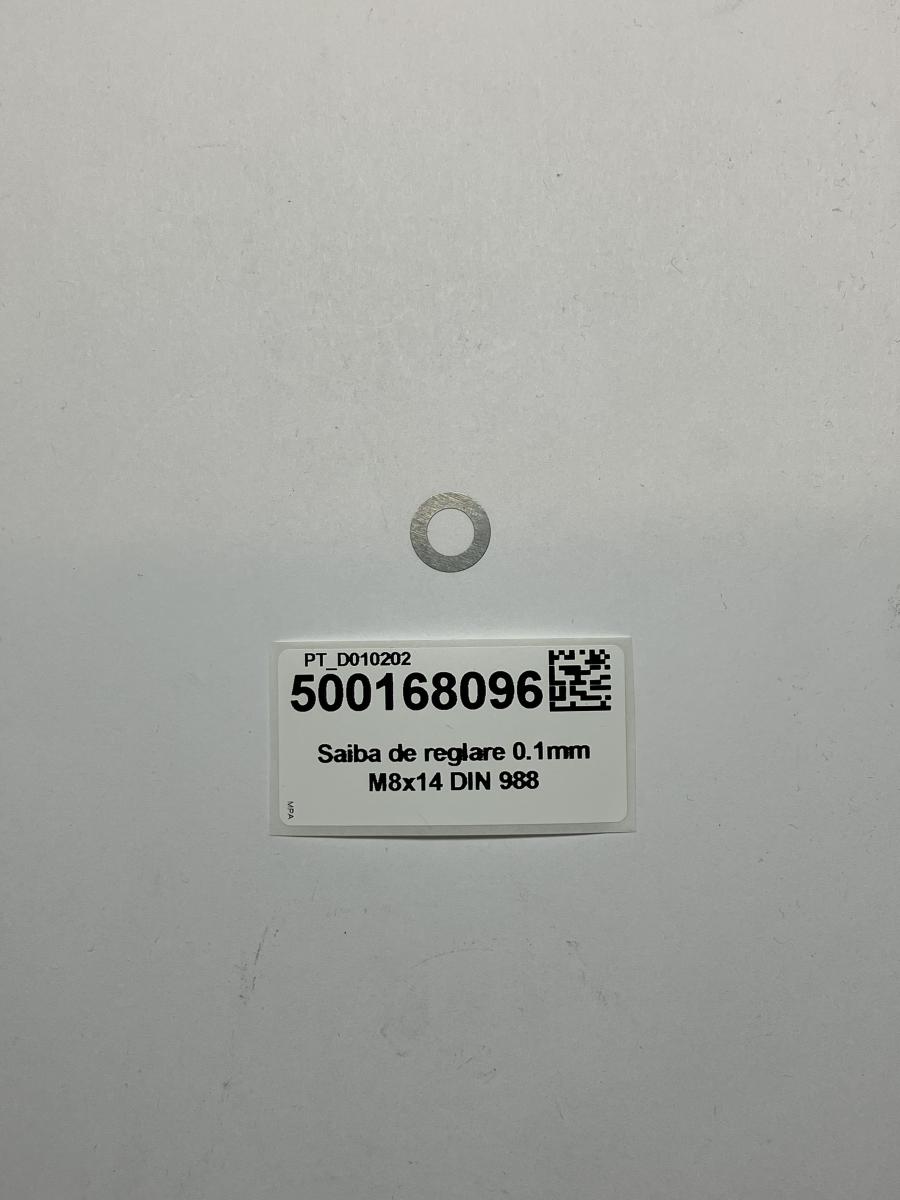 PT_D010202
500168096
Saiba de reglare 0.1mm
M8x14 DIN 988
MPA